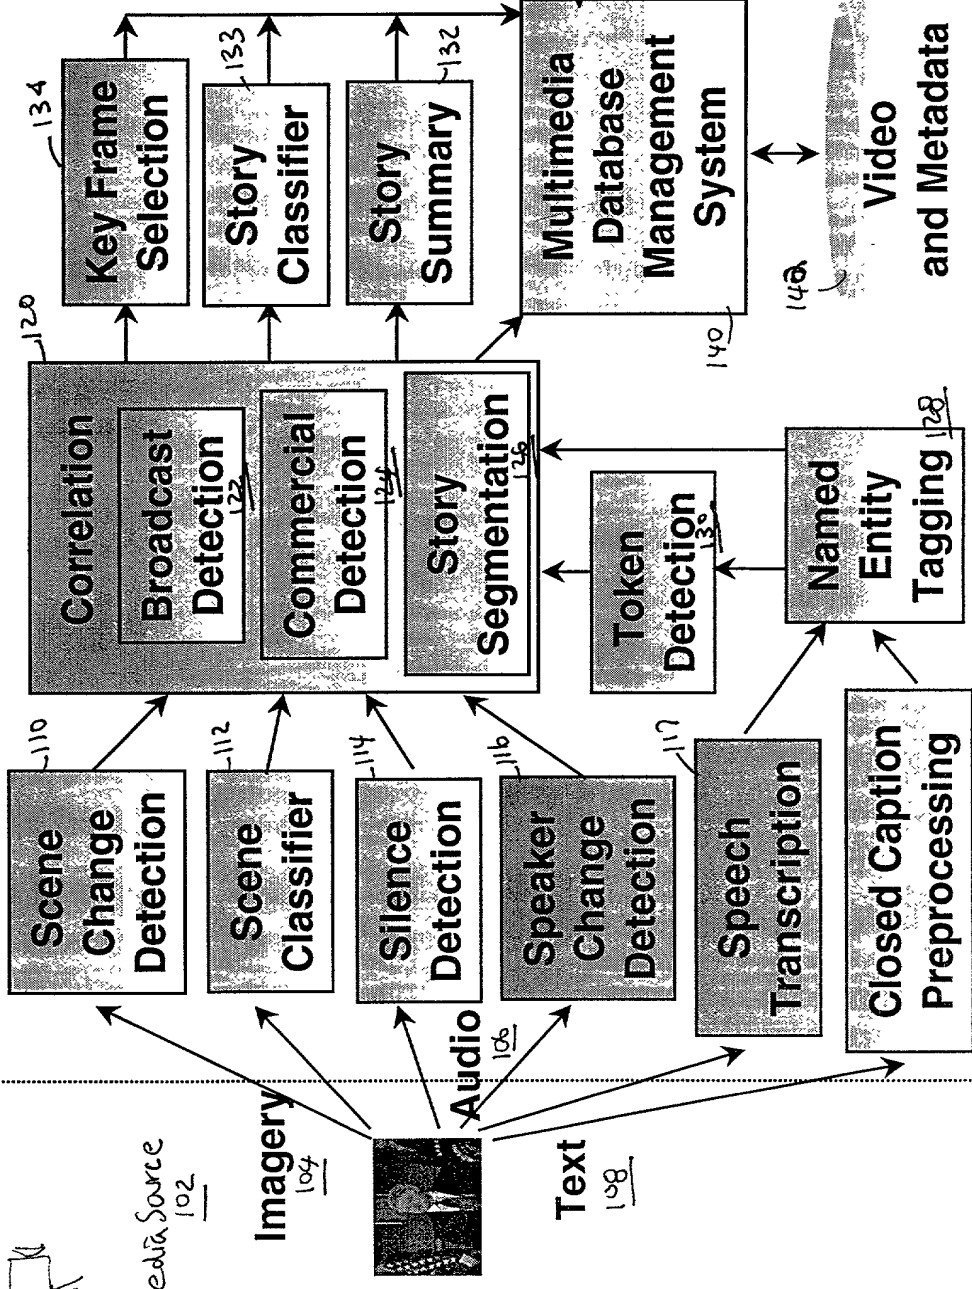 edia Source
102
Imagery
104
Audio
106
Text
108
Scene
Change
Detection
110
Scene
Classifier
112
Silence
Detection
114
Speaker
Change
Detection
116
Speech
Transcription
117
Closed Caption
Preprocessing
Correlation
120
Broadcast
Detection
122
Commercial
Detection
124
Story
Segmentation
126
Token
Detection
130
Named
Entity
Tagging
128
Key Frame
Selection
134
Story
Classifier
133
Story
Summary
132
Multimedia
Database
Management
System
140
142
Video
and Metadata